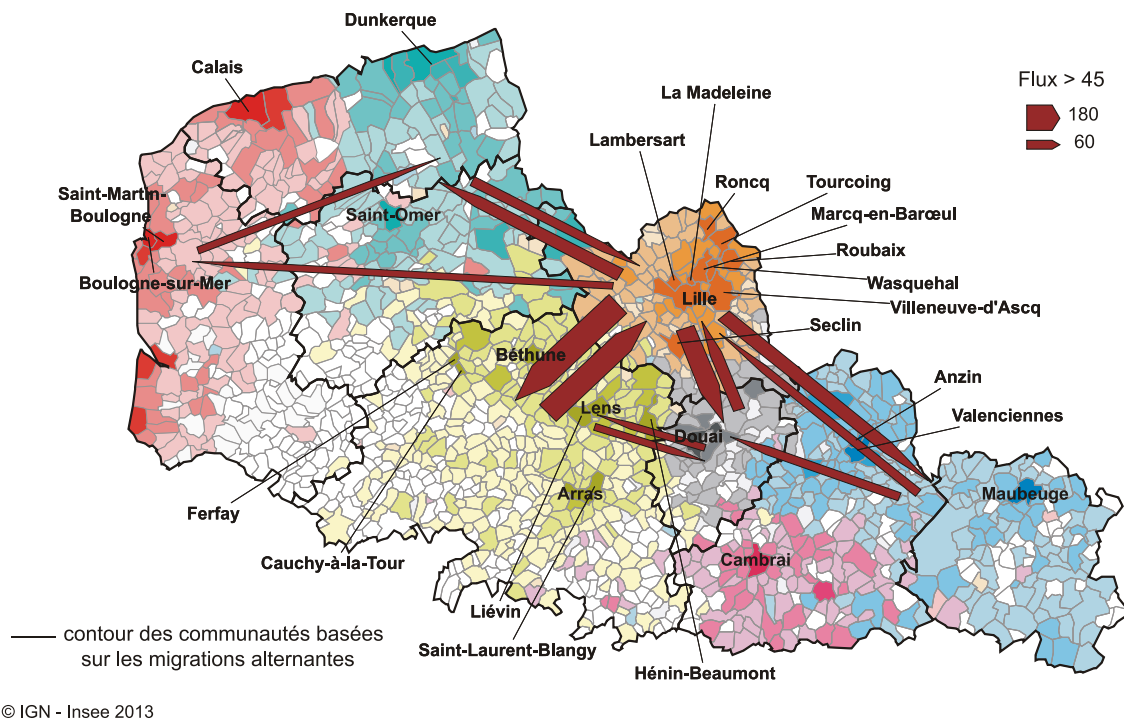 Dunkerque
Calais
La Madeleine
Lambersart
Flux > 45
180
60
Roncq
Tourcoing
Saint-Martin-
Boulogne
Saint-Omer
Marcq-en-Barœul
Roubaix
Boulogne-sur-Mer
Wasquehal
Lille
Villeneuve-d'Ascq
Seclin
Béthune
Anzin
Lens
Valenciennes
Douai
Arras
Maubeuge
Ferfay
Cauchy-à-la-Tour
Cambrai
Liévin
contour des communautés basées
sur les migrations alternantes
Saint-Laurent-Blangy
Hénin-Beaumont
© IGN - Insee 2013